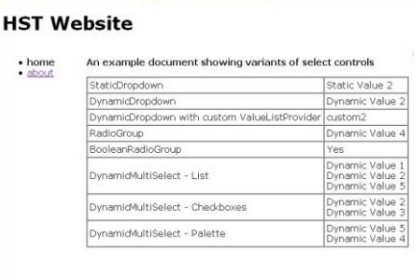 HST Website
home
about
An example document showing variants of select controls
StaticDropdown Static Value 2
DynamicDropdown Dynamic Value 2
DynamicDropdown with custom ValueListProvider custom2
RadioGroup Dynamic Value 4
BooleanRadioGroup Yes
DynamicMultiSelect - List Dynamic Value 1
Dynamic Value 2
Dynamic Value 5
DynamicMultiSelect - Checkboxes Dynamic Value 2
Dynamic Value 3
DynamicMultiSelect - Palette Dynamic Value 5
Dynamic Value 4